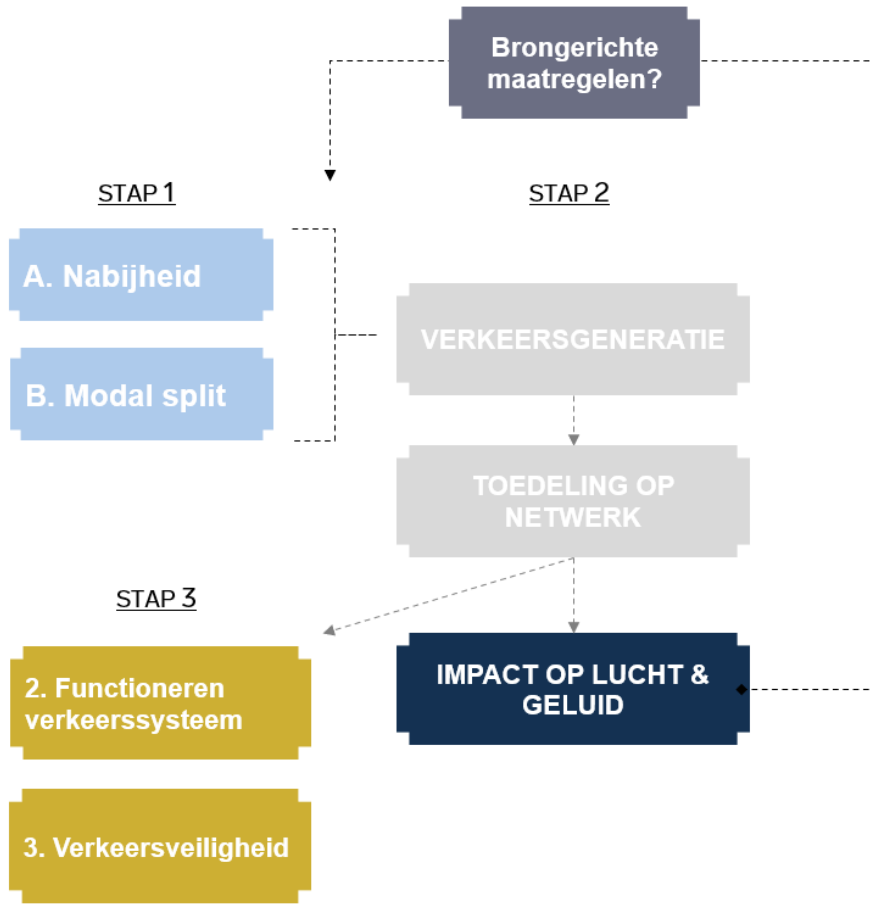 Brongerichte
maatregelen?
STAP 1
STAP 2
A. Nabijheid
VERKEERSGENERATIE
B. Modal split
TOEDELING OP
NETWERK
STAP 3
IMPACT OP LUCHT &
GELUID
2. Functioneren
verkeerssysteem
3. Verkeersveiligheid